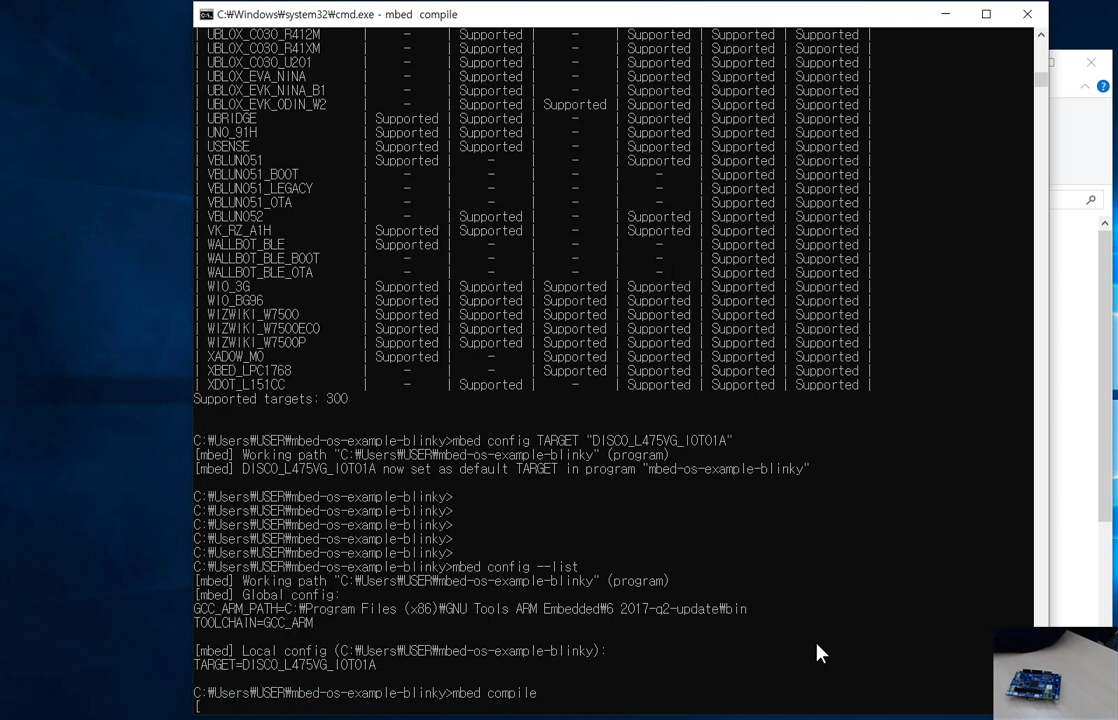 C:₩Windows₩system32₩cmd.exe - mbed  compile
| UBLOX_C030_R412M | - | Supported | - | Supported | Supported | Supported |
| UBLOX_C030_R41XM | - | Supported | - | Supported | Supported | Supported |
| UBLOX_C030_U201 | - | Supported | - | Supported | Supported | Supported |
| UBLOX_EVA_NINA | - | Supported | - | Supported | Supported | Supported |
| UBLOX_EVK_NINA_B1 | - | Supported | - | Supported | Supported | Supported |
| UBLOX_EVK_ODIN_W2 | - | Supported | Supported | Supported | Supported | Supported |
| UBRIDGE | Supported | Supported | - | Supported | Supported | Supported |
| UNO_91H | Supported | Supported | - | Supported | Supported | Supported |
| USENSE | Supported | Supported | - | Supported | Supported | Supported |
| VBLUNO51 | Supported | - | - | Supported | Supported | Supported |
| VBLUNO51_BOOT | - | - | - | - | Supported | Supported |
| VBLUNO51_LEGACY | - | - | - | - | Supported | Supported |
| VBLUNO51_OTA | - | - | - | - | Supported | Supported |
| VBLUNO52 | - | Supported | - | Supported | Supported | Supported |
| VK_RZ_A1H | Supported | Supported | - | Supported | Supported | Supported |
| WALLBOT_BLE | Supported | - | - | - | Supported | Supported |
| WALLBOT_BLE_BOOT | - | - | - | - | Supported | Supported |
| WALLBOT_BLE_OTA | - | - | - | - | Supported | Supported |
| WIO_3G | Supported | Supported | Supported | Supported | Supported | Supported |
| WIO_BG96 | Supported | Supported | Supported | Supported | Supported | Supported |
| WIZWIKI_W7500 | Supported | Supported | Supported | Supported | Supported | Supported |
| WIZWIKI_W7500ECO | Supported | Supported | Supported | Supported | Supported | Supported |
| WIZWIKI_W7500P | Supported | Supported | Supported | Supported | Supported | Supported |
| XADOW_M0 | Supported | - | Supported | Supported | Supported | Supported |
| XBED_LPC1768 | - | - | Supported | Supported | Supported | Supported |
| XDOT_L151CC | - | Supported | - | Supported | Supported | Supported |
Supported targets: 300
C:₩Users₩USER₩mbed-os-example-blinky>mbed config TARGET "DISCO_L475VG_IOT01A"
[mbed] Working path "C:₩Users₩USER₩mbed-os-example-blinky" (program)
[mbed] DISCO_L475VG_IOT01A now set as default TARGET in program "mbed-os-example-blinky"
C:₩Users₩USER₩mbed-os-example-blinky>
C:₩Users₩USER₩mbed-os-example-blinky>
C:₩Users₩USER₩mbed-os-example-blinky>
C:₩Users₩USER₩mbed-os-example-blinky>
C:₩Users₩USER₩mbed-os-example-blinky>
C:₩Users₩USER₩mbed-os-example-blinky>mbed config --list
[mbed] Working path "C:₩Users₩USER₩mbed-os-example-blinky" (program)
[mbed] Global config:
GCC_ARM_PATH=C:₩Program Files (x86)₩GNU Tools ARM Embedded₩6 2017-q2-update₩bin
TOOLCHAIN=GCC_ARM
[mbed] Local config (C:₩Users₩USER₩mbed-os-example-blinky):
TARGET=DISCO_L475VG_IOT01A
C:₩Users₩USER₩mbed-os-example-blinky>mbed compile
[